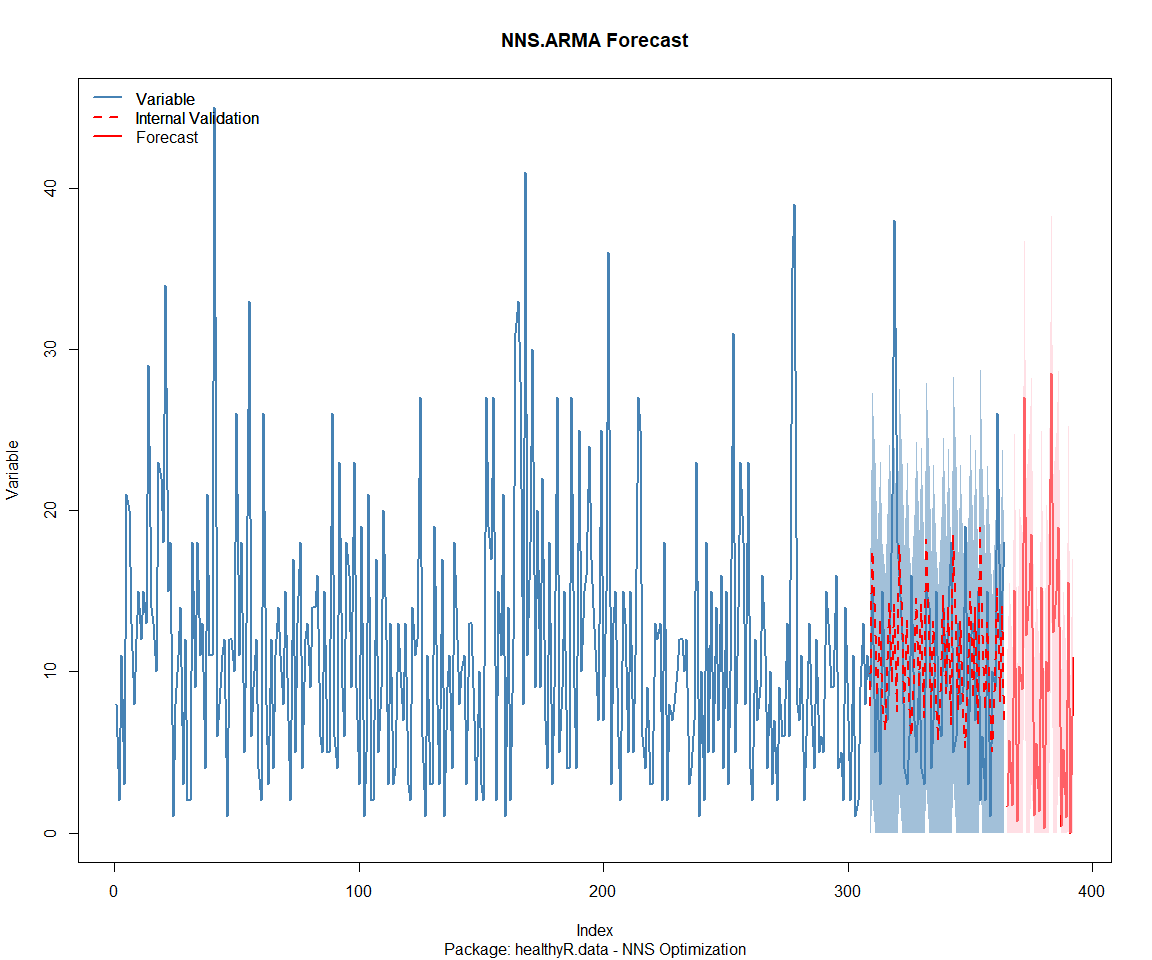 NNS.ARMA Forecast
Variable
Internal Validation
Forecast
Variable
40
30
20
10
0
0 100 200 300 400
Index
Package: healthyR.data - NNS Optimization